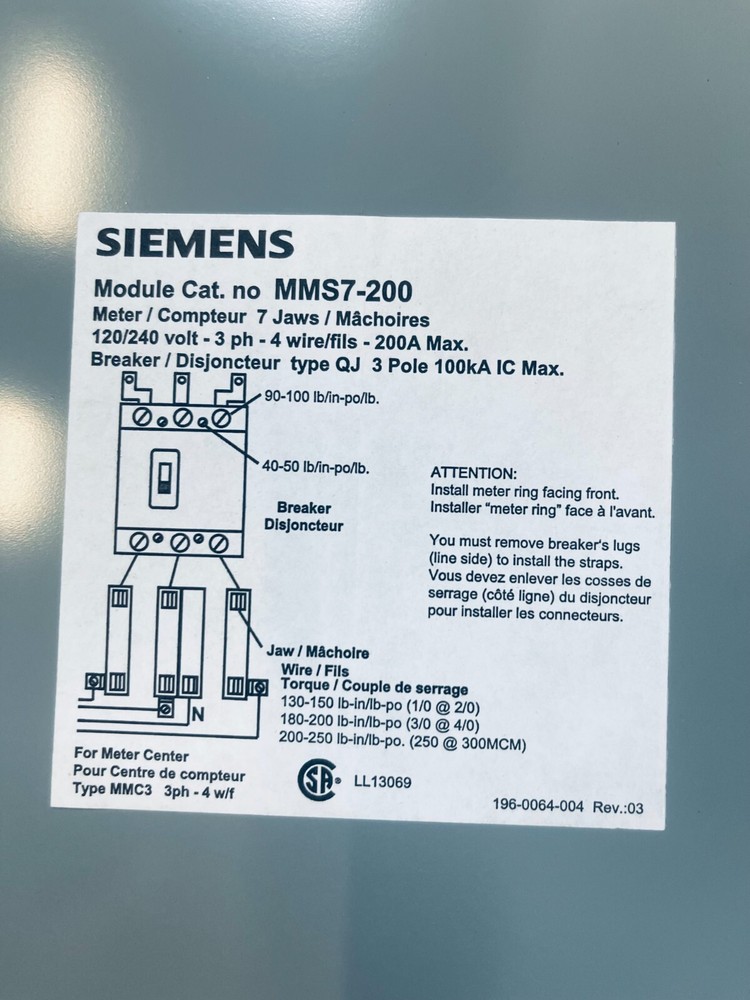 SIEMENS
Module Cat. no MMS7-200
Meter / Compteur 7 Jaws / Mâchoires
120/240 volt - 3 ph - 4 wire/fils - 200A Max.
Breaker / Disjoncteur type QJ 3 Pole 100kA IC Max.
90-100 lb/in-po/lb.
40-50 lb/in-po/lb.
Breaker
Disjoncteur
ATTENTION:
Install meter ring facing front.
Installer "meter ring" face à l'avant.
You must remove breaker's lugs
(line side) to install the straps.
Vous devez enlever les cosses de
serrage (côté ligne) du disjoncteur
pour installer les connecteurs.
Jaw / Mâchoire
Wire / Fils
Torque / Couple de serrage
130-150 lb-in/lb-po (1/0 @ 2/0)
180-200 lb-in/lb-po (3/0 @ 4/0)
200-250 lb-in/lb-po. (250 @ 300MCM)
N
For Meter Center
Pour Centre de compteur
Type MMC3 3ph - 4 w/f
SA ® LL13069
196-0064-004 Rev.:03